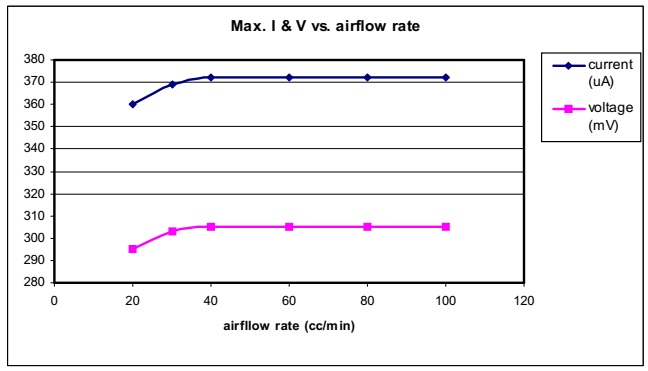 Max. I & V vs. airflow rate
380
370
360
350
340
330
320
310
300
290
280
0 20 40 60 80 100 120
airfllow rate (cc/min)
current
(uA)
voltage
(mV)